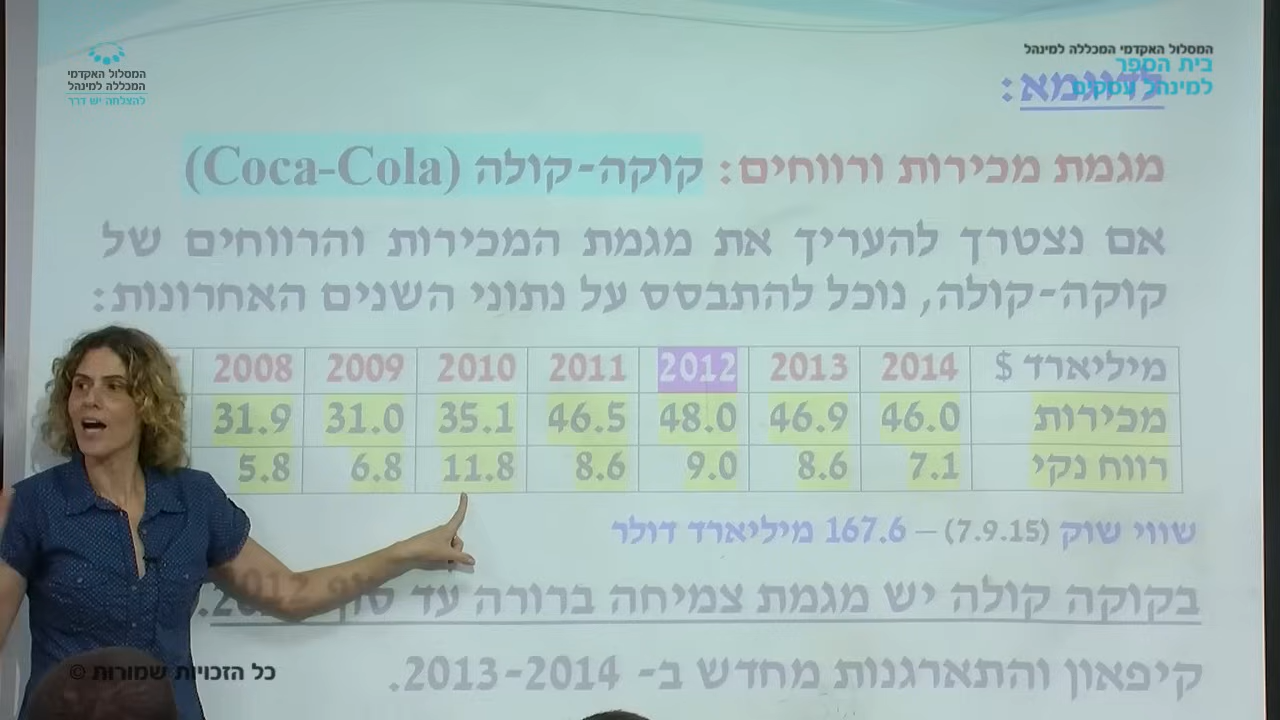 המסלול האקדמי
המכללה למינהל
להצלחה יש דרך
המסלול האקדמי המכללה למינהל
בית הספר
למינהל עסקים
לדוגמא:
מגמת מכירות ורווחים: קוקה-קולה (Coca-Cola)
אם נצטרך להעריך את מגמת המכירות והרווחים של
קוקה-קולה, נוכל להתבסס על נתוני השנים האחרונות:
מיליארד $ 2014 2013 2012 2011 2010 2009 2008
מכירות 46.0 46.9 48.0 46.5 35.1 31.0 31.9
רווח נקי 7.1 8.6 9.0 8.6 11.8 6.8 5.8
שווי שוק (7.9.15) – 167.6 מיליארד דולר
בקוקה קולה יש מגמת צמיחה ברורה עד סוף 2012.
קיפאון והתארגנות מחדש ב- 2013-2014.
כל הזכויות שמורות ©